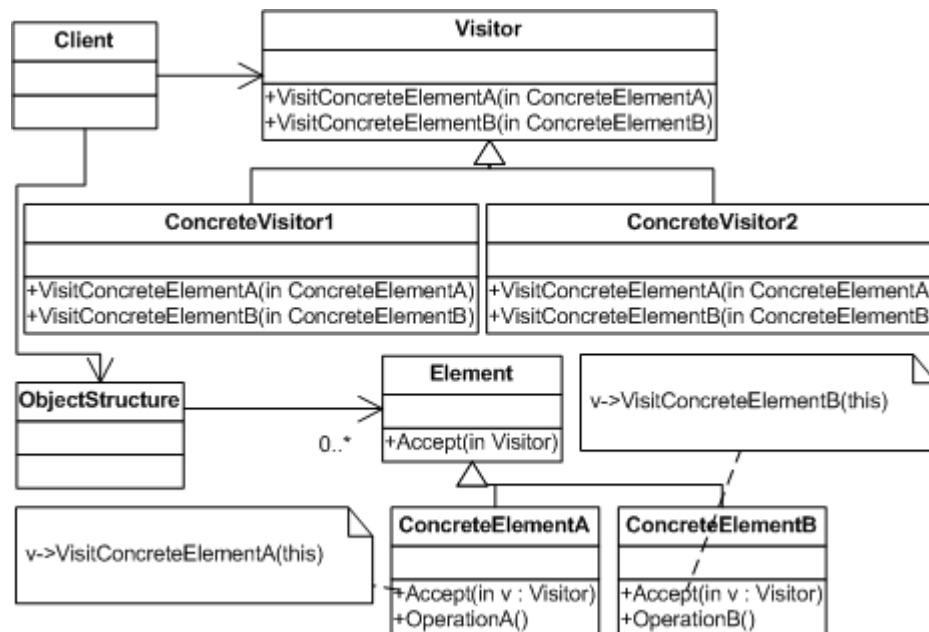 Client
Visitor
+VisitConcreteElementA(in ConcreteElementA)
+VisitConcreteElementB(in ConcreteElementB)
ConcreteVisitor1
+VisitConcreteElementA(in ConcreteElementA)
+VisitConcreteElementB(in ConcreteElementB)
ConcreteVisitor2
+VisitConcreteElementA(in ConcreteElementA
+VisitConcreteElementB(in ConcreteElementB
ObjectStructure
0..*
Element
+Accept(in Visitor)
v->VisitConcreteElementB(this)
v->VisitConcreteElementA(this)
ConcreteElementA
+Accept(in v : Visitor)
+OperationA()
ConcreteElementB
+Accept(in v : Visitor)
+OperationB()